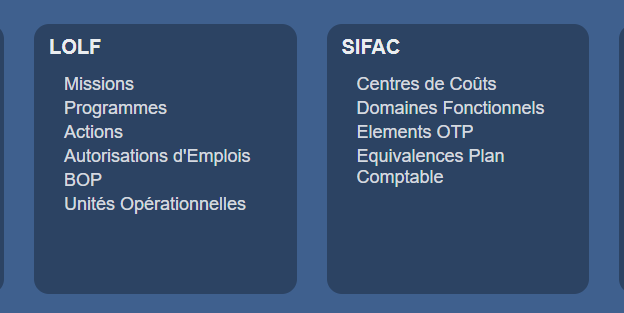 LOLF
Missions
Programmes
Actions
Autorisations d'Emplois
BOP
Unités Opérationnelles
SIFAC
Centres de Coûts
Domaines Fonctionnels
Elements OTP
Equivalences Plan
Comptable